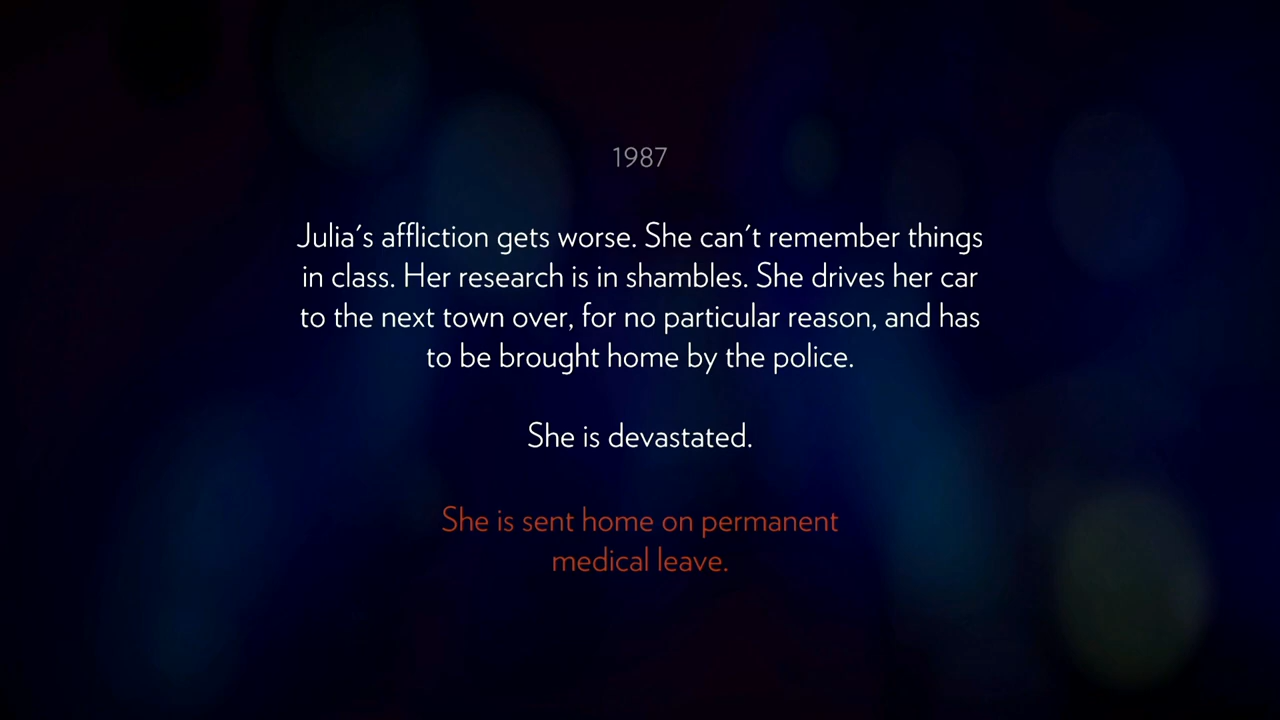 1987
Julia's affliction gets worse. She can't remember things
in class. Her research is in shambles. She drives her car
to the next town over, for no particular reason, and has
to be brought home by the police.
She is devastated.
She is sent home on permanent
medical leave.